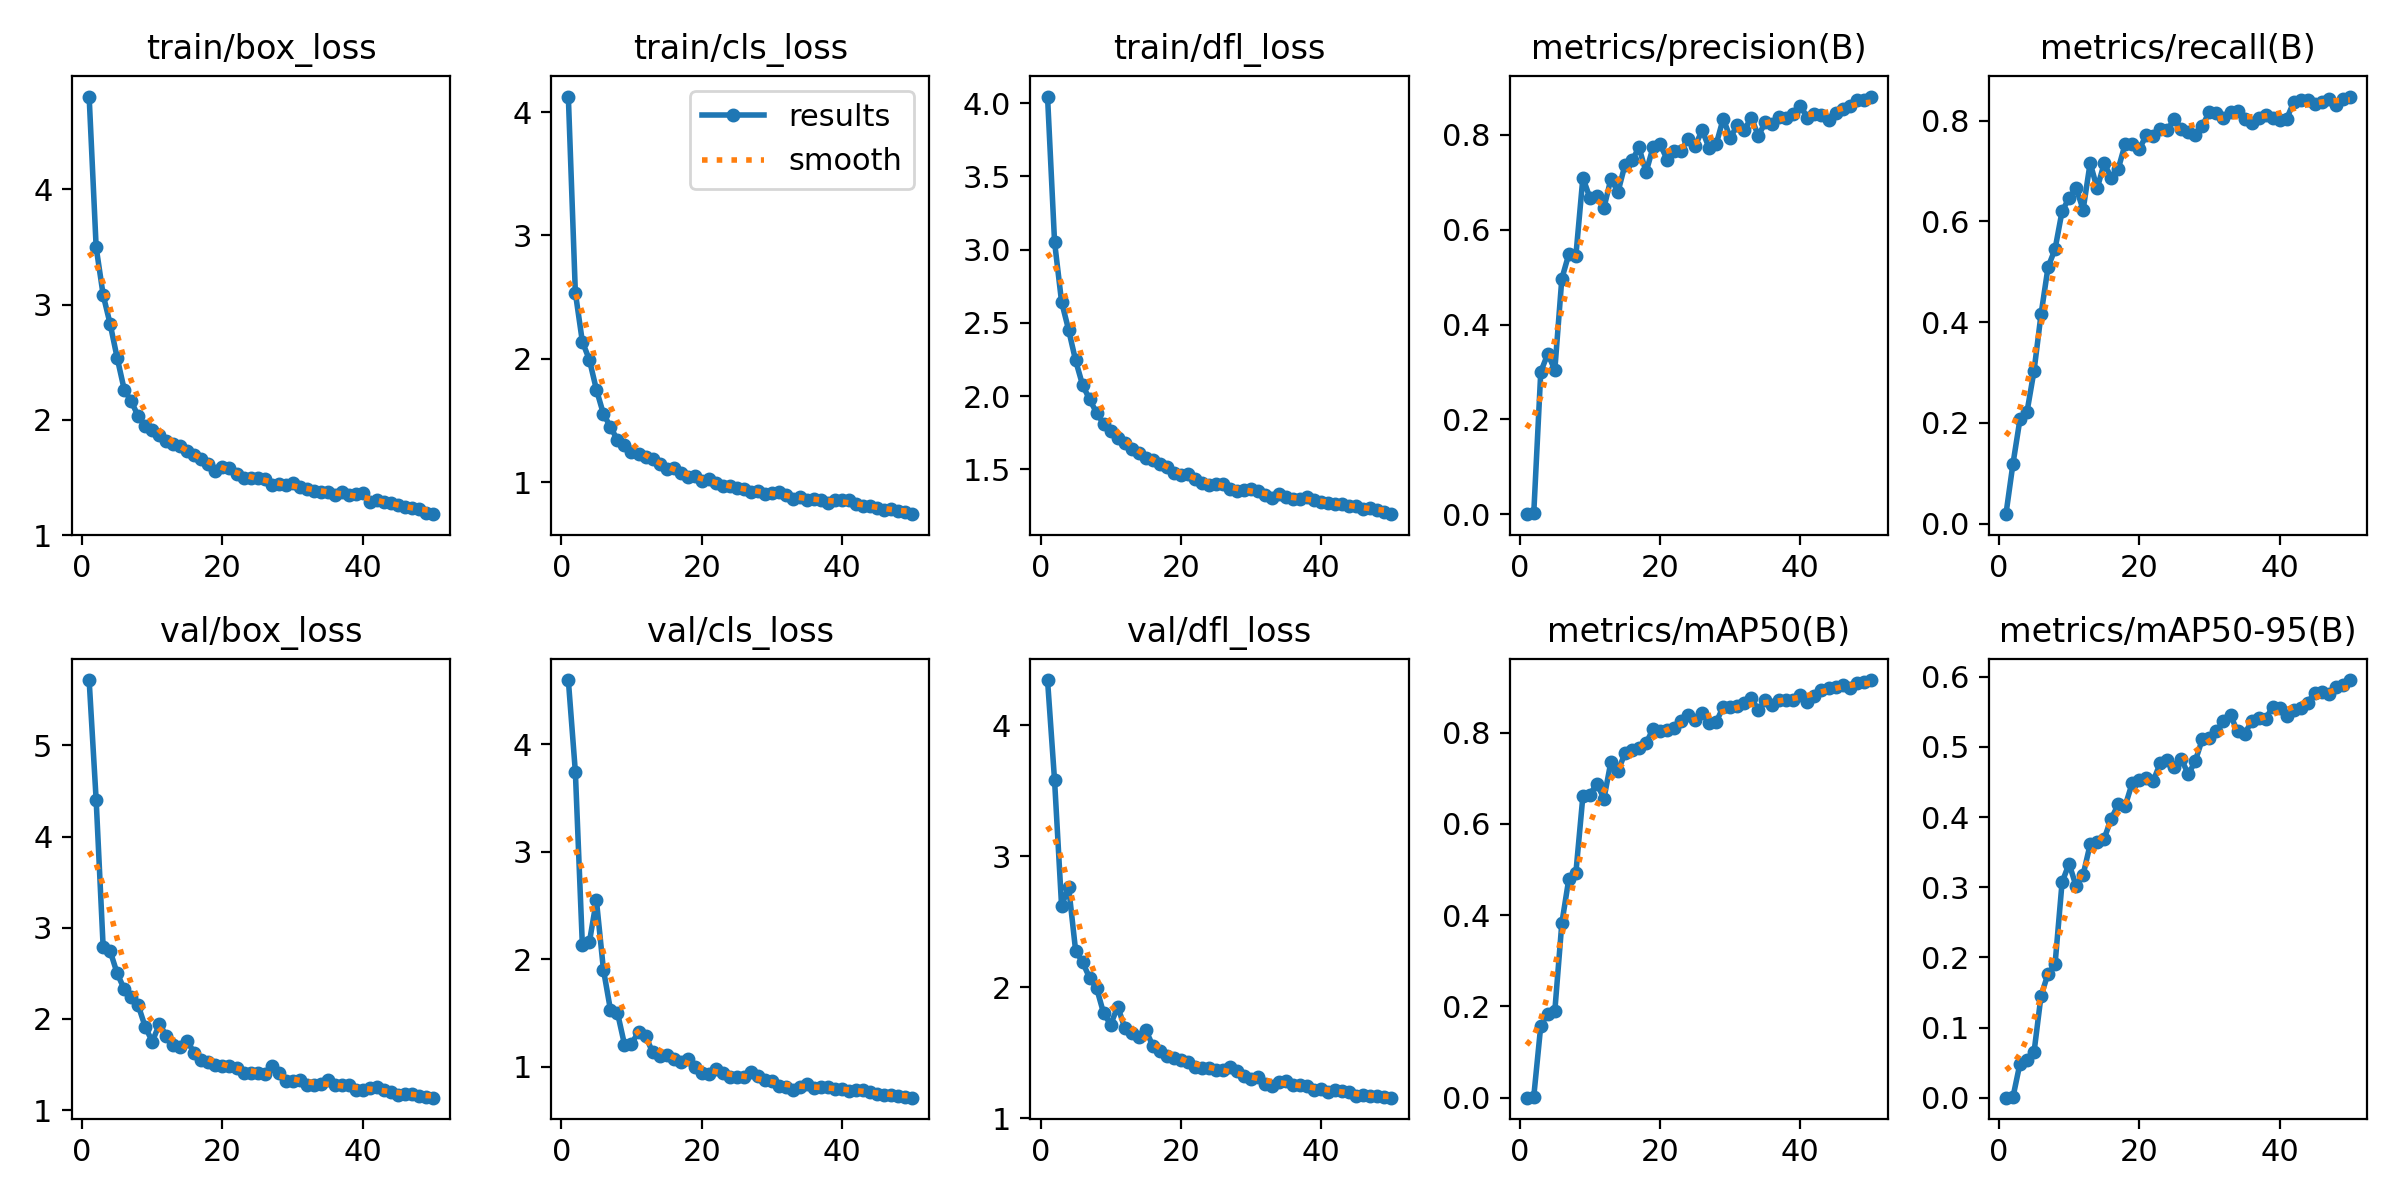 train/box_loss
4
3
2
1
0 20 40
train/cls_loss
results
smooth
4
3
2
1
0 20 40
train/dfl_loss
4.0
3.5
3.0
2.5
2.0
1.5
0 20 40
metrics/precision(B)
0.8
0.6
0.4
0.2
0.0
0 20 40
metrics/recall(B)
0.8
0.6
0.4
0.2
0.0
0 20 40
val/box_loss
5
4
3
2
1
0 20 40
val/cls_loss
4
3
2
1
0 20 40
val/dfl_loss
4
3
2
1
0 20 40
metrics/mAP50(B)
0.8
0.6
0.4
0.2
0.0
0 20 40
metrics/mAP50-95(B)
0.6
0.5
0.4
0.3
0.2
0.1
0.0
0 20 40